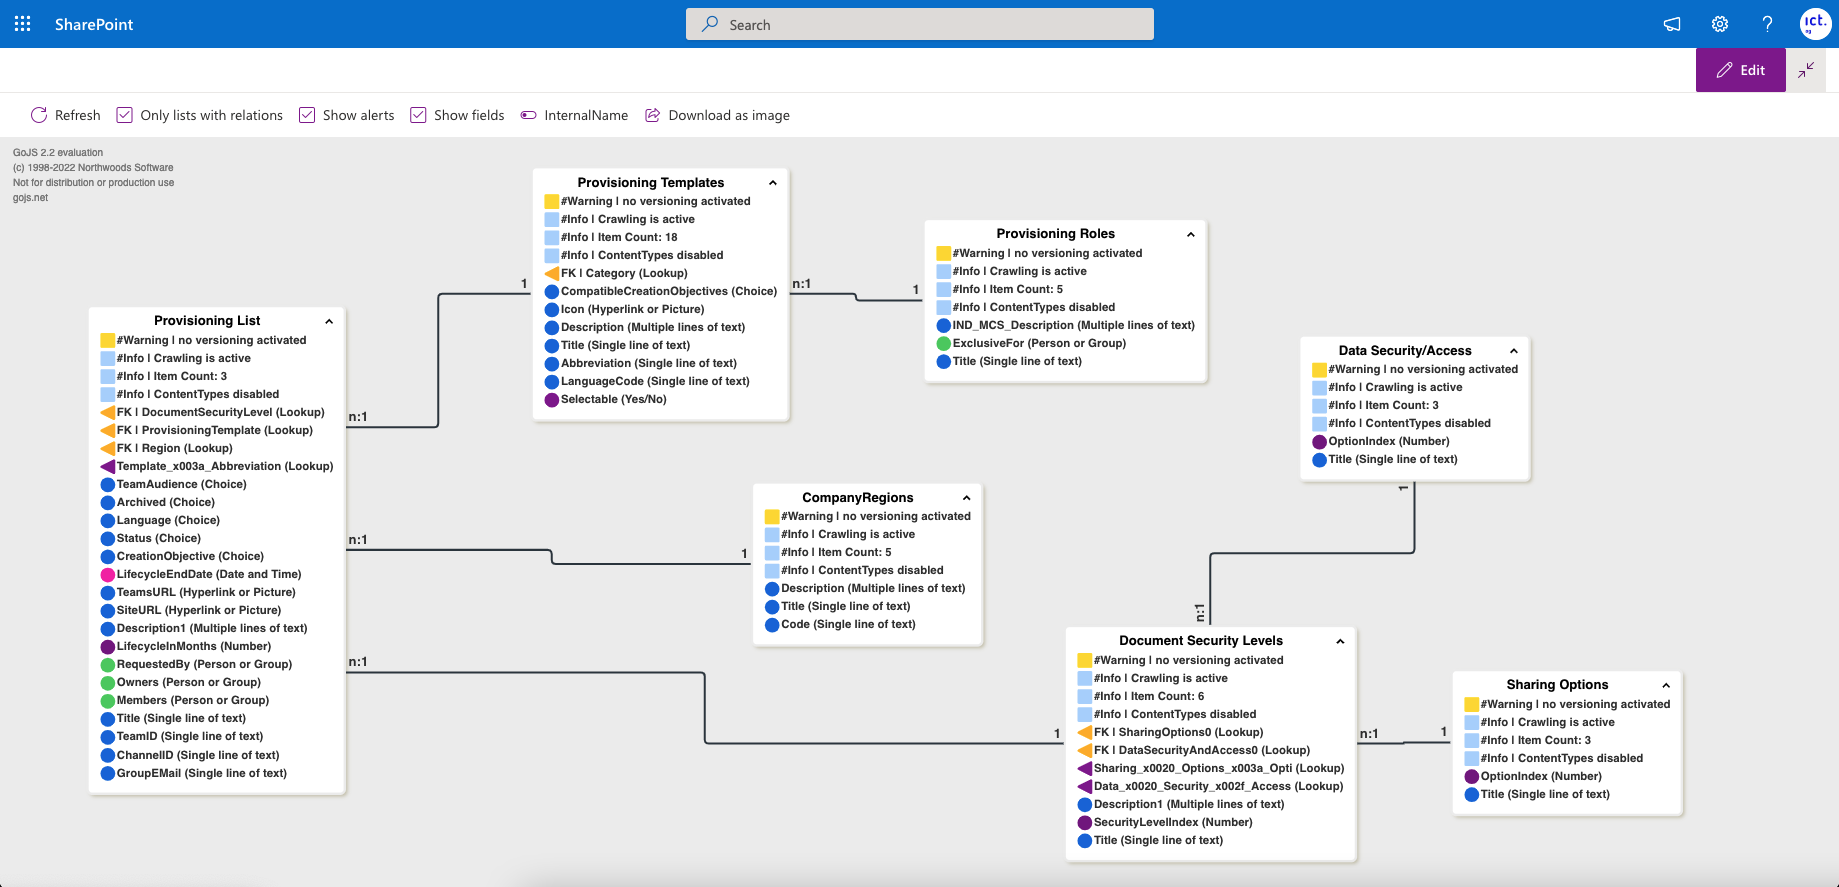 SharePoint
Search
ict.
Edit
Refresh
Only lists with relations
Show alerts
Show fields
InternalName
Download as image
GoJS 2.2 evaluation
(c) 1998-2022 Northwoods Software
Not for distribution or production use
gojs.net
Provisioning List
#Warning | no versioning activated
#Info | Crawling is active
#Info | Item Count: 3
#Info | ContentTypes disabled
FK | DocumentSecurityLevel (Lookup)
FK | ProvisioningTemplate (Lookup)
FK | Region (Lookup)
Template_x003a_Abbreviation (Lookup)
TeamAudience (Choice)
Archived (Choice)
Language (Choice)
Status (Choice)
CreationObjective (Choice)
LifecycleEndDate (Date and Time)
TeamsURL (Hyperlink or Picture)
SiteURL (Hyperlink or Picture)
Description1 (Multiple lines of text)
LifecycleInMonths (Number)
RequestedBy (Person or Group)
Owners (Person or Group)
Members (Person or Group)
Title (Single line of text)
TeamID (Single line of text)
ChannelID (Single line of text)
GroupEMail (Single line of text)
n:1
1
n:1
1
n:1
1
Provisioning Templates
#Warning | no versioning activated
#Info | Crawling is active
#Info | Item Count: 18
#Info | ContentTypes disabled
FK | Category (Lookup)
CompatibleCreationObjectives (Choice)
Icon (Hyperlink or Picture)
Description (Multiple lines of text)
Title (Single line of text)
Abbreviation (Single line of text)
LanguageCode (Single line of text)
Selectable (Yes/No)
n:1
1
Provisioning Roles
#Warning | no versioning activated
#Info | Crawling is active
#Info | Item Count: 5
#Info | ContentTypes disabled
IND_MCS_Description (Multiple lines of text)
ExclusiveFor (Person or Group)
Title (Single line of text)
CompanyRegions
#Warning | no versioning activated
#Info | Crawling is active
#Info | Item Count: 5
#Info | ContentTypes disabled
Description (Multiple lines of text)
Title (Single line of text)
Code (Single line of text)
Data Security/Access
#Warning | no versioning activated
#Info | Crawling is active
#Info | Item Count: 3
#Info | ContentTypes disabled
OptionIndex (Number)
Title (Single line of text)
1
n:1
Document Security Levels
#Warning | no versioning activated
#Info | Crawling is active
#Info | Item Count: 6
#Info | ContentTypes disabled
FK | SharingOptions0 (Lookup)
FK | DataSecurityAndAccess0 (Lookup)
Sharing_x0020_Options_x003a_Opti (Lookup)
Data_x0020_Security_x002f_Access (Lookup)
Description1 (Multiple lines of text)
SecurityLevelIndex (Number)
Title (Single line of text)
n:1
1
Sharing Options
#Warning | no versioning activated
#Info | Crawling is active
#Info | Item Count: 3
#Info | ContentTypes disabled
OptionIndex (Number)
Title (Single line of text)